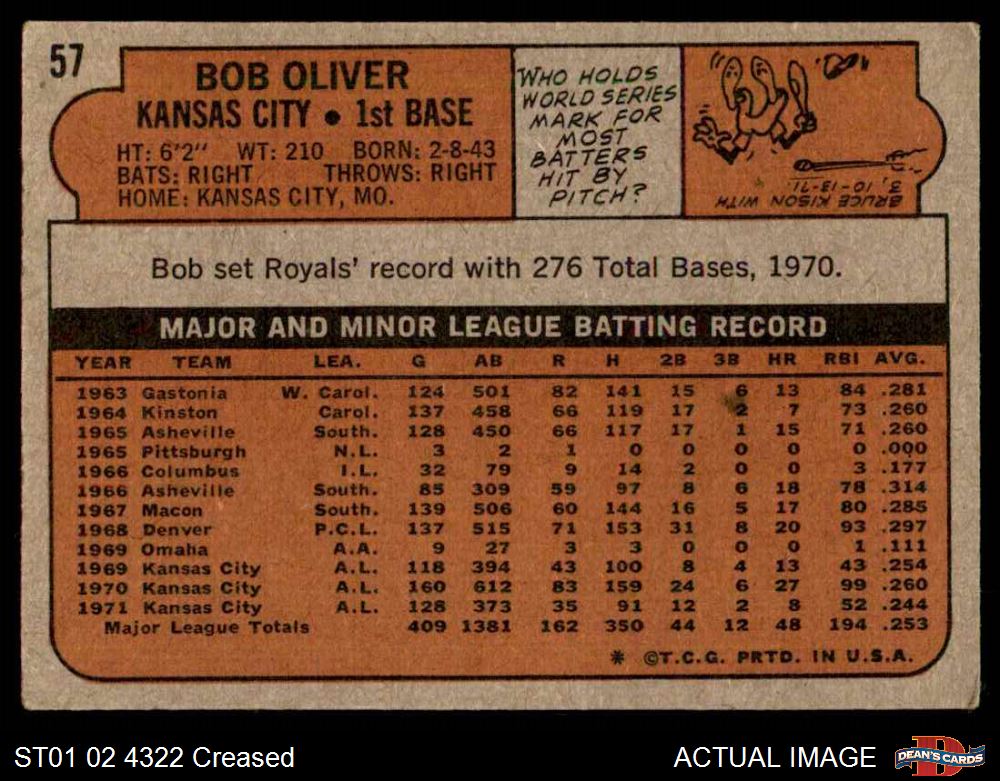 57
BOB OLIVER
KANSAS CITY • 1st BASE
HT: 6'2" WT: 210 BORN: 2-8-43
BATS: RIGHT THROWS: RIGHT
HOME: KANSAS CITY, MO.
WHO HOLDS
WORLD SERIES
MARK FOR
MOST
BATTERS
HIT BY
PITCH?
BRUCE KISON WITH
3, 10-13-71.
Bob set Royals' record with 276 Total Bases, 1970.
MAJOR AND MINOR LEAGUE BATTING RECORD
YEAR TEAM LEA. G AB R H 2B 3B HR RBI AVG.
1963 Gastonia W. Carol. 124 501 82 141 15 6 13 84 .281
1964 Kinston Carol. 137 458 66 119 17 2 7 73 .260
1965 Asheville South. 128 450 66 117 17 1 15 71 .260
1965 Pittsburgh N.L. 3 2 1 0 0 0 0 0 .000
1966 Columbus I.L. 32 79 9 14 2 0 0 3 .177
1966 Asheville South. 85 309 59 97 8 6 18 78 .314
1967 Macon South. 139 506 60 144 16 5 17 80 .285
1968 Denver P.C.L. 137 515 71 153 31 8 20 93 .297
1969 Omaha A.A. 9 27 3 3 0 0 0 1 .111
1969 Kansas City A.L. 118 394 43 100 8 4 13 43 .254
1970 Kansas City A.L. 160 612 83 159 24 6 27 99 .260
1971 Kansas City A.L. 128 373 35 91 12 2 8 52 .244
Major League Totals 409 1381 162 350 44 12 48 194 .253
* ©T.C.G. PRTD. IN U.S.A.
ST01 02 4322 Creased
ACTUAL IMAGE
D
DEAN'S CARDS